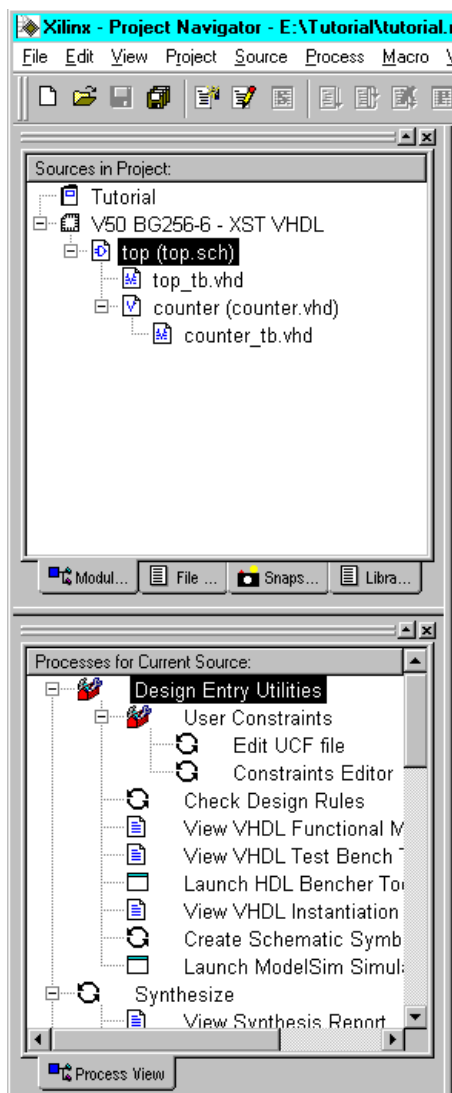 Xilinx - Project Navigator - E:\Tutorial\tutorial.
File Edit View Project Source Process Macro
Sources in Project:
Tutorial
V50 BG256-6 - XST VHDL
top (top.sch)
top_tb.vhd
counter (counter.vhd)
counter_tb.vhd
Modul... File ... Snaps... Libra...
Processes for Current Source:
Design Entry Utilities
User Constraints
Edit UCF file
Constraints Editor
Check Design Rules
View VHDL Functional M
View VHDL Test Bench
Launch HDL Bencher Too
View VHDL Instantiation
Create Schematic Symb
Launch ModelSim Simul
Synthesize
View Synthesis Report
Process View